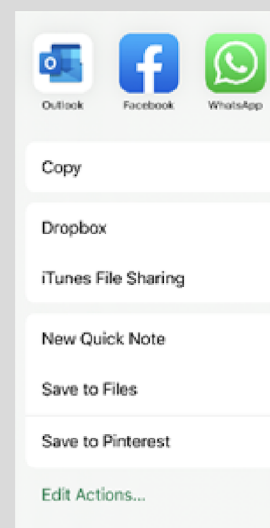 Outlook
Facebook
WhatsApp
Copy
Dropbox
iTunes File Sharing
New Quick Note
Save to Files
Save to Pinterest
Edit Actions...